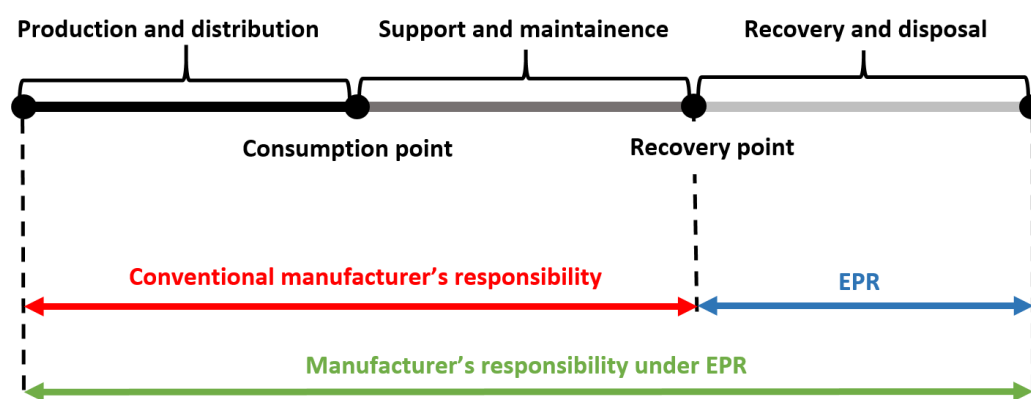 Production and distribution
Support and maintainence
Recovery and disposal
Consumption point
Recovery point
Conventional manufacturer’s responsibility
EPR
Manufacturer’s responsibility under EPR